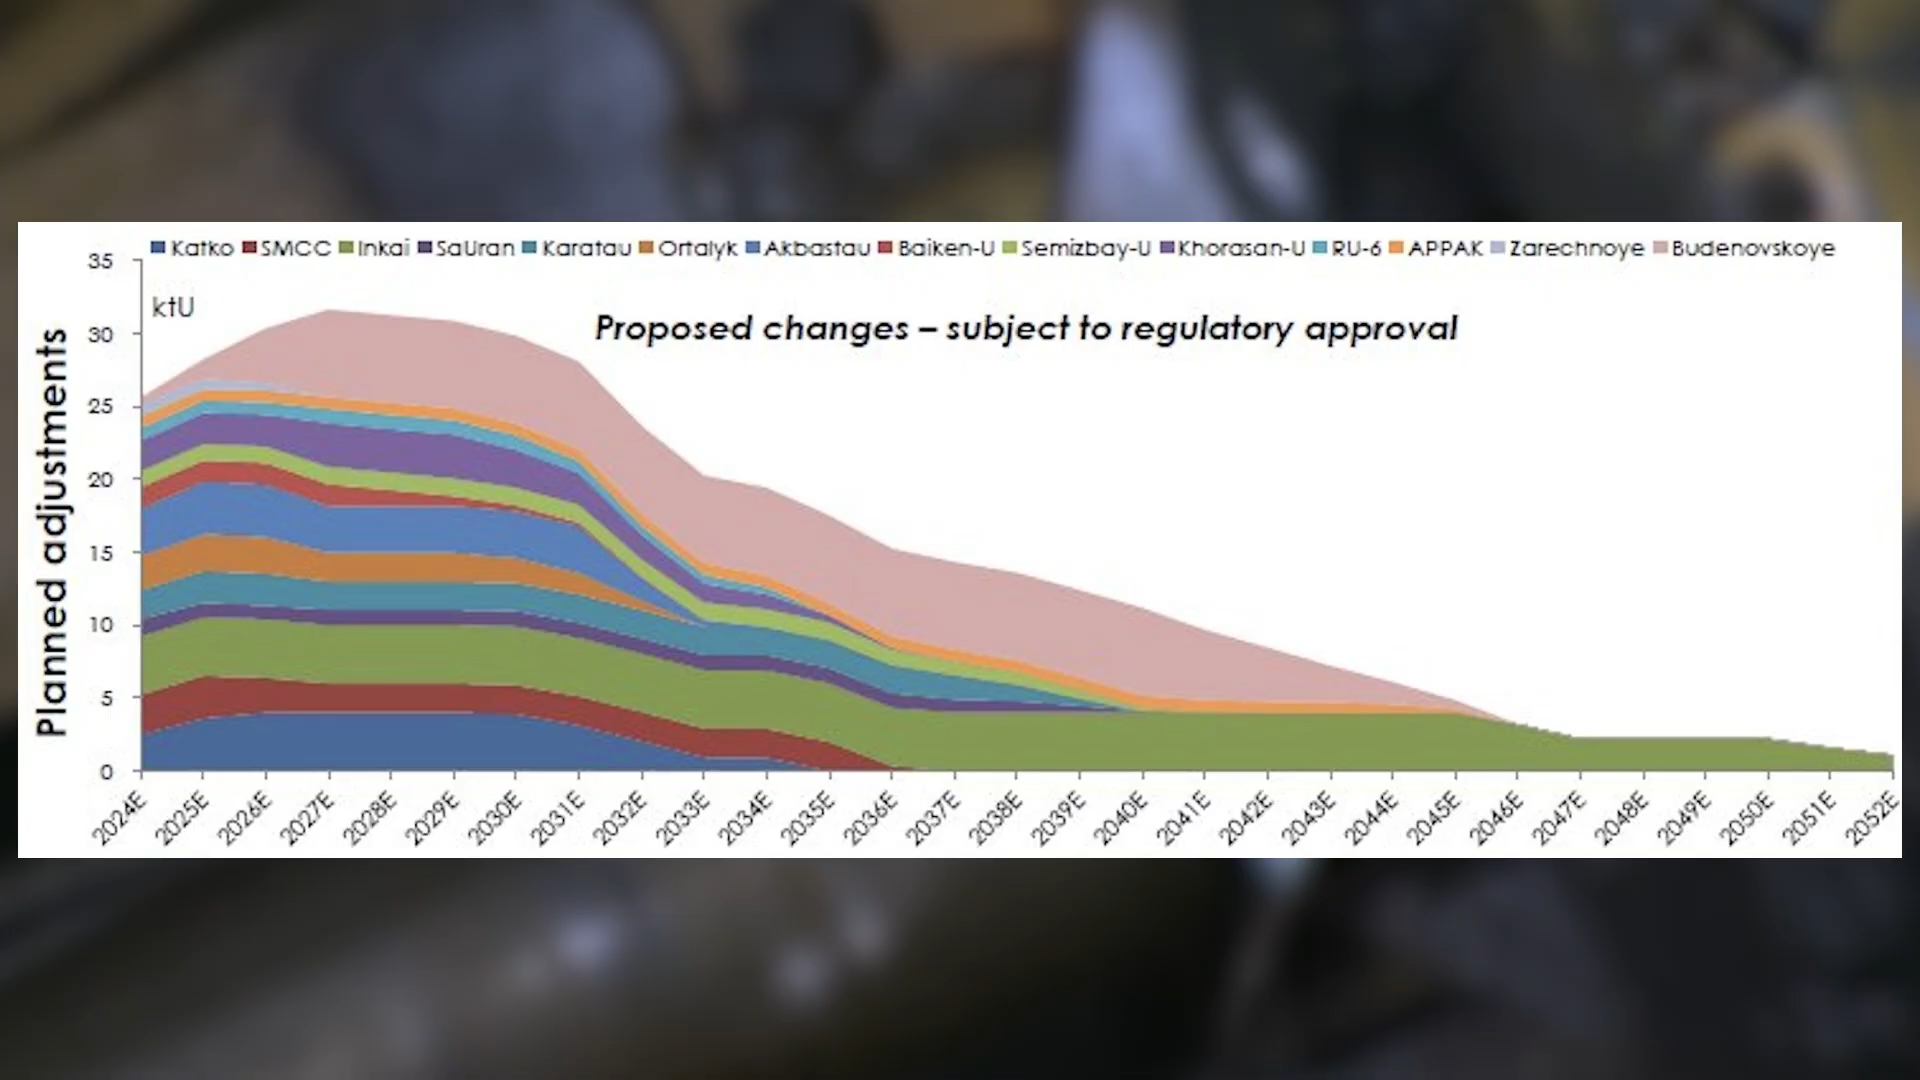 Katko SMCC Inkai SaUran Karatau Ortalyk Akbastau Baiken-U Semizbay-U Khorasan-U RU-6 APPAK Zarechnoye Budenovskoye
35
ktU
Proposed changes – subject to regulatory approval
30
25
20
15
10
5
0
Planned adjustments
2024E 2025E 2026E 2027E 2028E 2029E 2030E 2031E 2032E 2033E 2034E 2035E 2036E 2037E 2038E 2039E 2040E 2041E 2042E 2043E 2044E 2045E 2046E 2047E 2048E 2049E 2050E 2051E 2052E